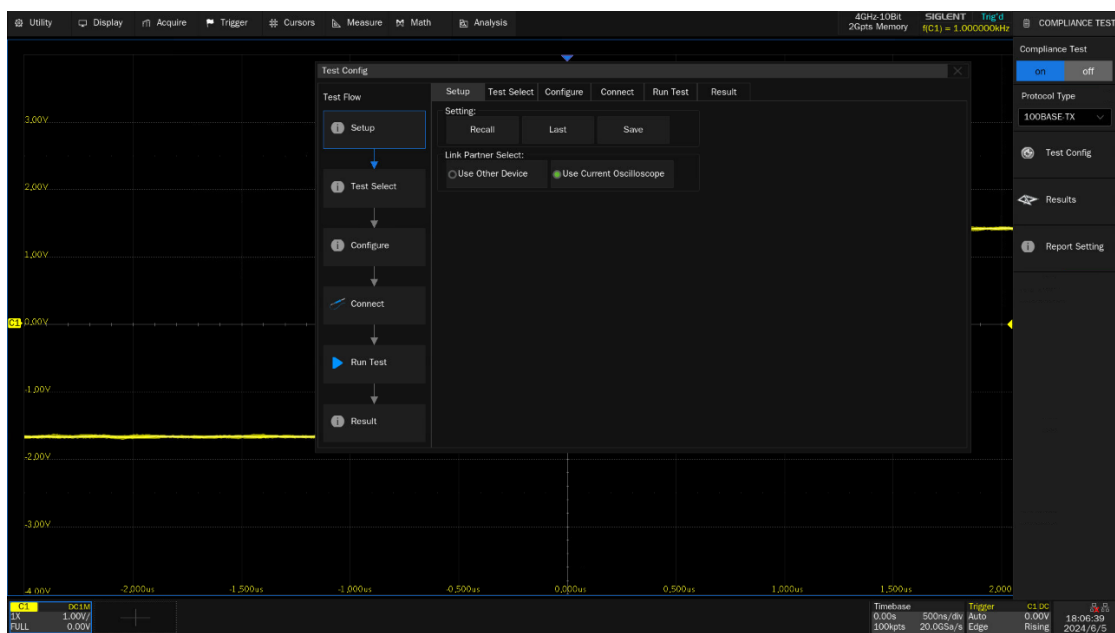 Utility Display Acquire Trigger Cursors Measure Math Analysis
4GHz-10Bit SIGLENT Trig'd
2Gpts Memory f(C1) = 1.000000kHz
COMPLIANCE TEST
Compliance Test
on off
Protocol Type
100BASE-TX
Test Config
Results
Report Setting
Test Config
Test Flow
Setup
Test Select
Configure
Connect
Run Test
Result
Setup Test Select Configure Connect Run Test Result
Setting:
Recall Last Save
Link Partner Select:
Use Other Device Use Current Oscilloscope
3.00V
2.00V
1.00V
C1 0.00V
-1.00V
-2.00V
-3.00V
-4.00V
-2.000us -1.500us -1.000us -0.500us 0.000us 0.500us 1.000us 1.500us 2.000
C1 DC1M
1X 1.00V/
FULL 0.00V
Timebase
0.00s 500ns/div
100kpts 20.0GSa/s
Trigger C1 DC
Auto 0.00V
Edge Rising
18:06:39
2024/6/5